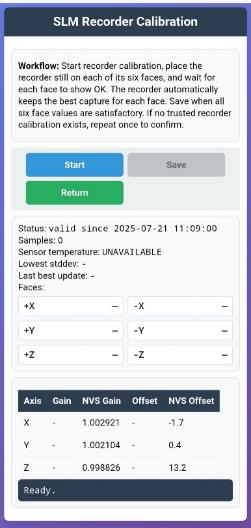 SLM Recorder Calibration
Workflow: Start recorder calibration, place the
recorder still on each of its six faces, and wait for
each face to show OK. The recorder automatically
keeps the best capture for each face. Save when all
six face values are satisfactory. If no trusted recorder
calibration exists, repeat once to confirm.
Start Save
Return
Status: valid since 2025-07-21 11:09:00
Samples: 0
Sensor temperature: UNAVAILABLE
Lowest stddev: -
Last best update: -
Faces:
+X – -X –
+Y – -Y –
+Z – -Z –
Axis Gain NVS Gain Offset NVS Offset
X - 1.002921 - -1.7
Y - 1.002104 - 0.4
Z - 0.998826 - 13.2
Ready.